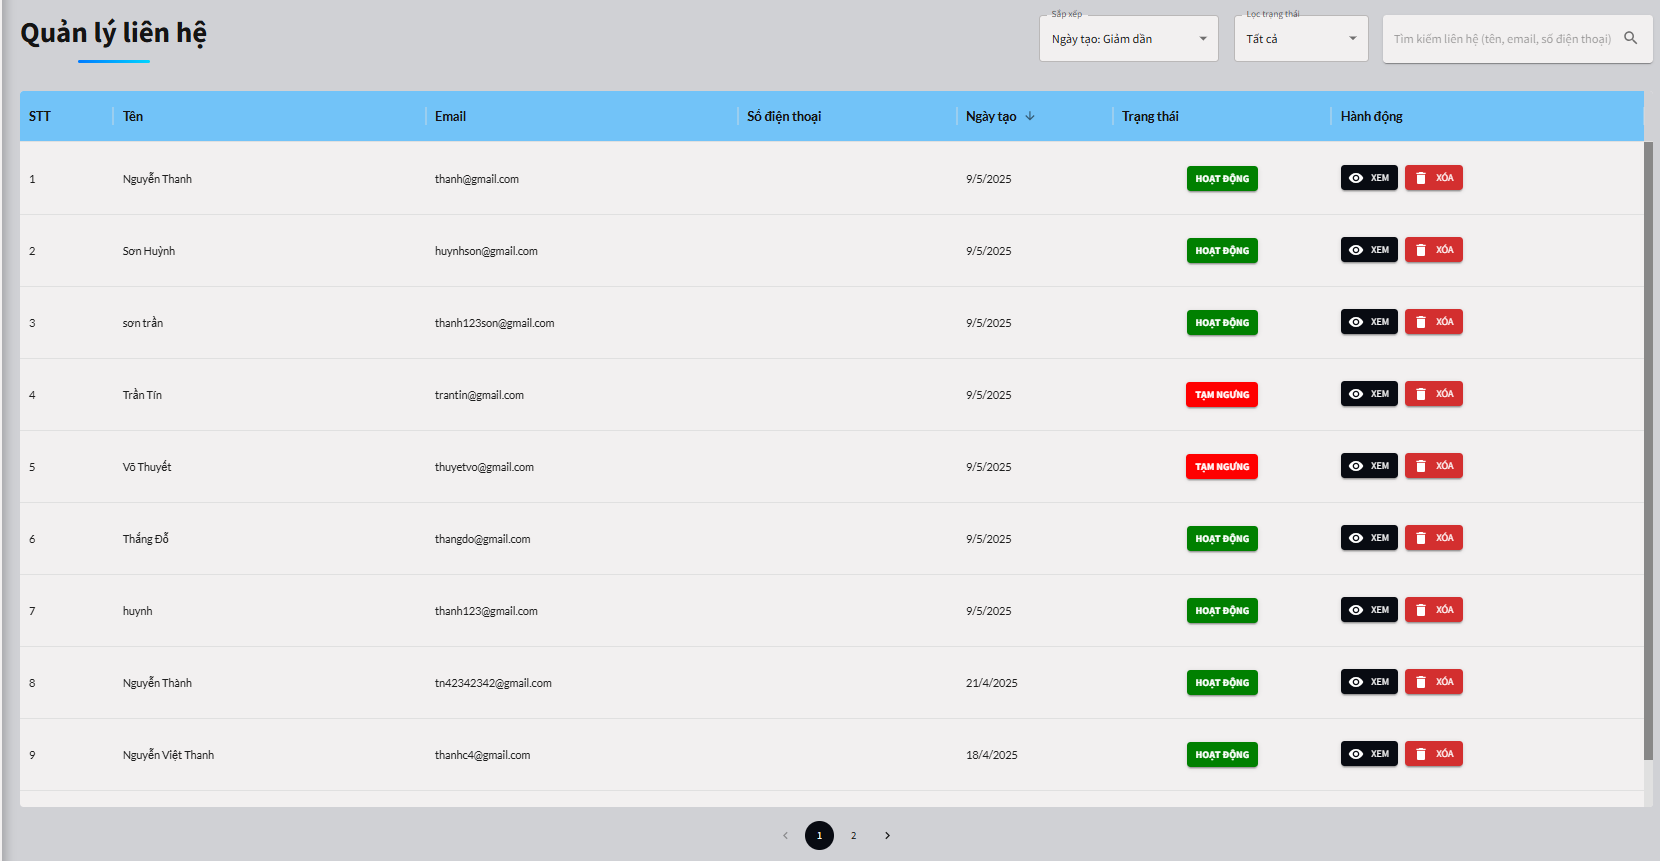 Quản lý liên hệ
Sắp xếp
Ngày tạo: Giảm dần
Lọc trạng thái
Tất cả
Tìm kiếm liên hệ (tên, email, số điện thoại)
STT Tên Email Số điện thoại Ngày tạo Trạng thái Hành động
1 Nguyễn Thanh thanh@gmail.com 9/5/2025 HOẠT ĐỘNG XEM XÓA
2 Sơn Huỳnh huynhson@gmail.com 9/5/2025 HOẠT ĐỘNG XEM XÓA
3 sơn trần thanh123son@gmail.com 9/5/2025 HOẠT ĐỘNG XEM XÓA
4 Trần Tín trantin@gmail.com 9/5/2025 TẠM NGƯNG XEM XÓA
5 Võ Thuyết thuyetvo@gmail.com 9/5/2025 TẠM NGƯNG XEM XÓA
6 Thắng Đỗ thangdo@gmail.com 9/5/2025 HOẠT ĐỘNG XEM XÓA
7 huynh thanh123@gmail.com 9/5/2025 HOẠT ĐỘNG XEM XÓA
8 Nguyễn Thành tn42342342@gmail.com 21/4/2025 HOẠT ĐỘNG XEM XÓA
9 Nguyễn Việt Thanh thanhc4@gmail.com 18/4/2025 HOẠT ĐỘNG XEM XÓA
1 2